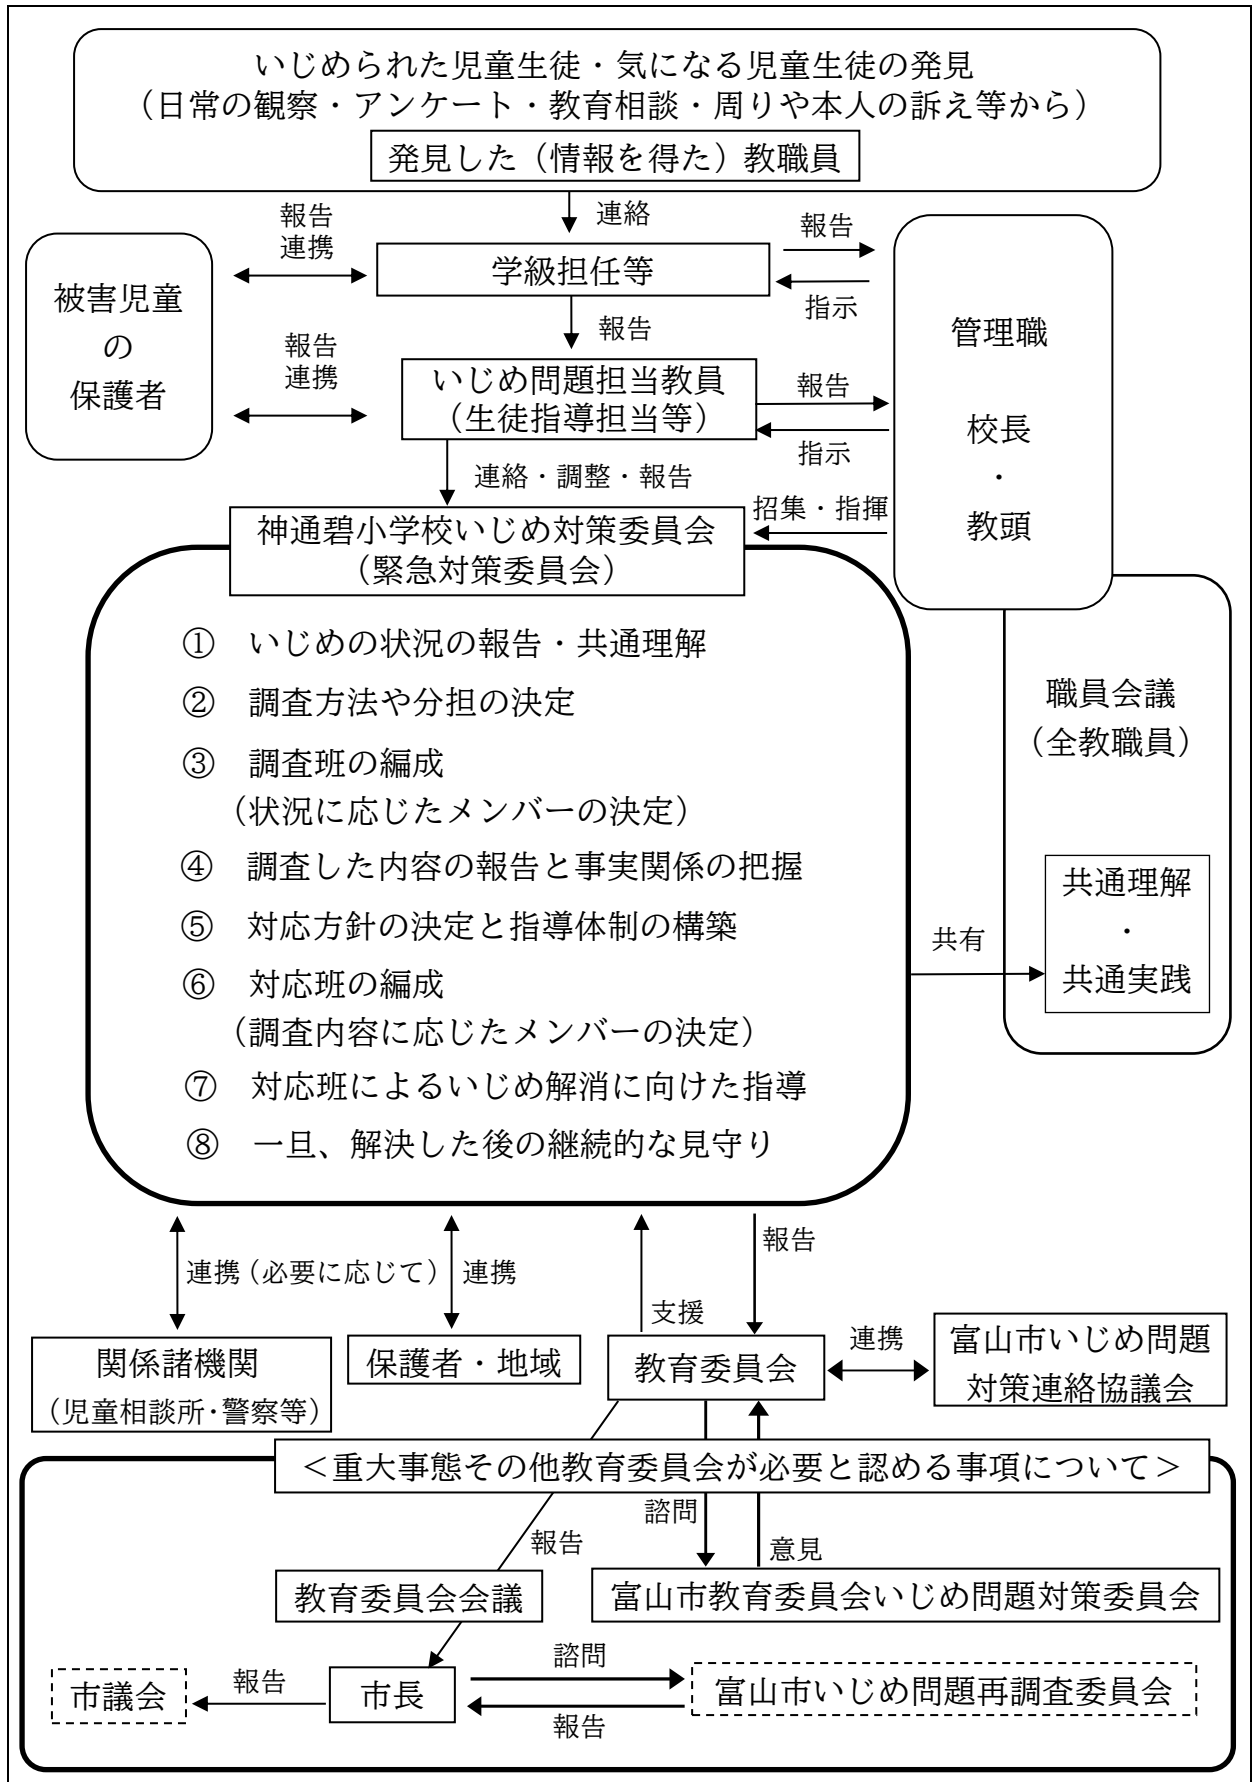 いじめられた児童生徒・気になる児童生徒の発見
（日常の観察・アンケート・教育相談・周りや本人の訴え等から）
発見した（情報を得た）教職員
連絡
報告
連携
報告
学級担任等
指示
被害児童
の
保護者
報告
報告
連携
管理職
校長
・
教頭
いじめ問題担当教員
（生徒指導担当等）
報告
指示
連絡・調整・報告
招集・指揮
神通碧小学校いじめ対策委員会
（緊急対策委員会）
① いじめの状況の報告・共通理解
② 調査方法や分担の決定
③ 調査班の編成
（状況に応じたメンバーの決定）
④ 調査した内容の報告と事実関係の把握
⑤ 対応方針の決定と指導体制の構築
⑥ 対応班の編成
（調査内容に応じたメンバーの決定）
⑦ 対応班によるいじめ解消に向けた指導
⑧ 一旦、解決した後の継続的な見守り
職員会議
（全教職員）
共有
共通理解
・
共通実践
報告
連携（必要に応じて）
連携
支援
関係諸機関
（児童相談所・警察等）
保護者・地域
教育委員会
連携
富山市いじめ問題
対策連絡協議会
＜重大事態その他教育委員会が必要と認める事項について＞
諮問
報告
意見
教育委員会会議
富山市教育委員会いじめ問題対策委員会
諮問
市議会
報告
市長
富山市いじめ問題再調査委員会
報告